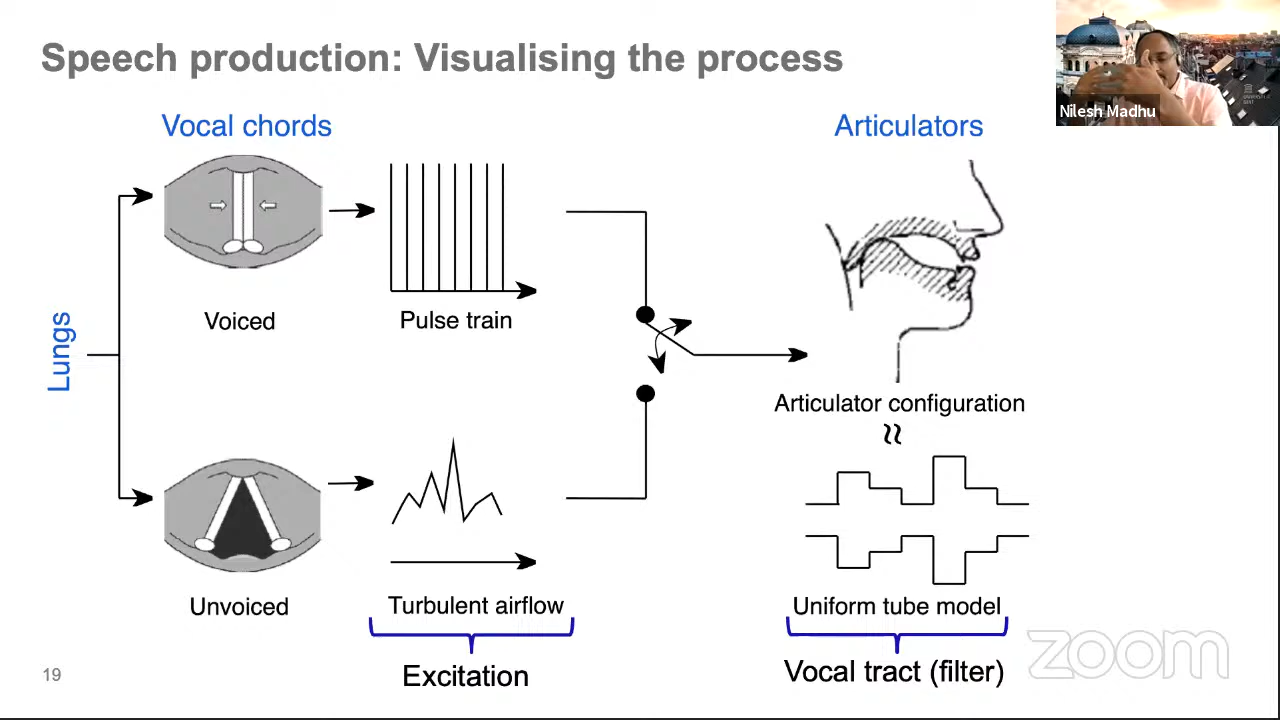 Speech production: Visualising the process
Vocal chords
Articulators
Nilesh Madhu
Voiced
Pulse train
Lungs
Articulator configuration
≈
Unvoiced
Turbulent airflow
Uniform tube model
Excitation
Vocal tract (filter)
19
zoom